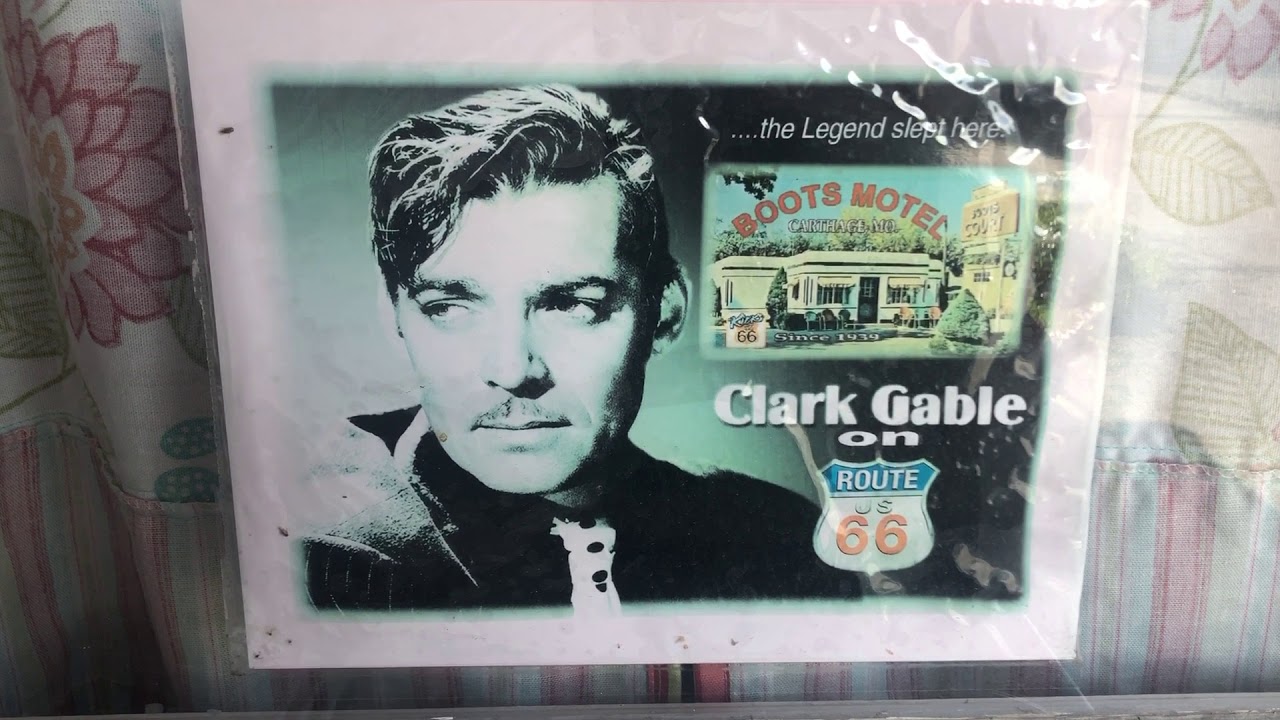 ....the Legend slept here.
BOOTS MOTEL
CARTHAGE-MO.
COURT
66
Since 1939
Clark Gable
on
ROUTE
US
66